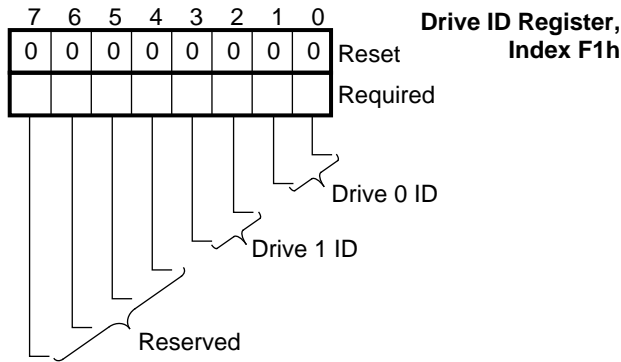 7 6 5 4 3 2 1 0
Drive ID Register,
Index F1h
0 0 0 0 0 0 0 0 Reset
Required
Drive 0 ID
Drive 1 ID
Reserved